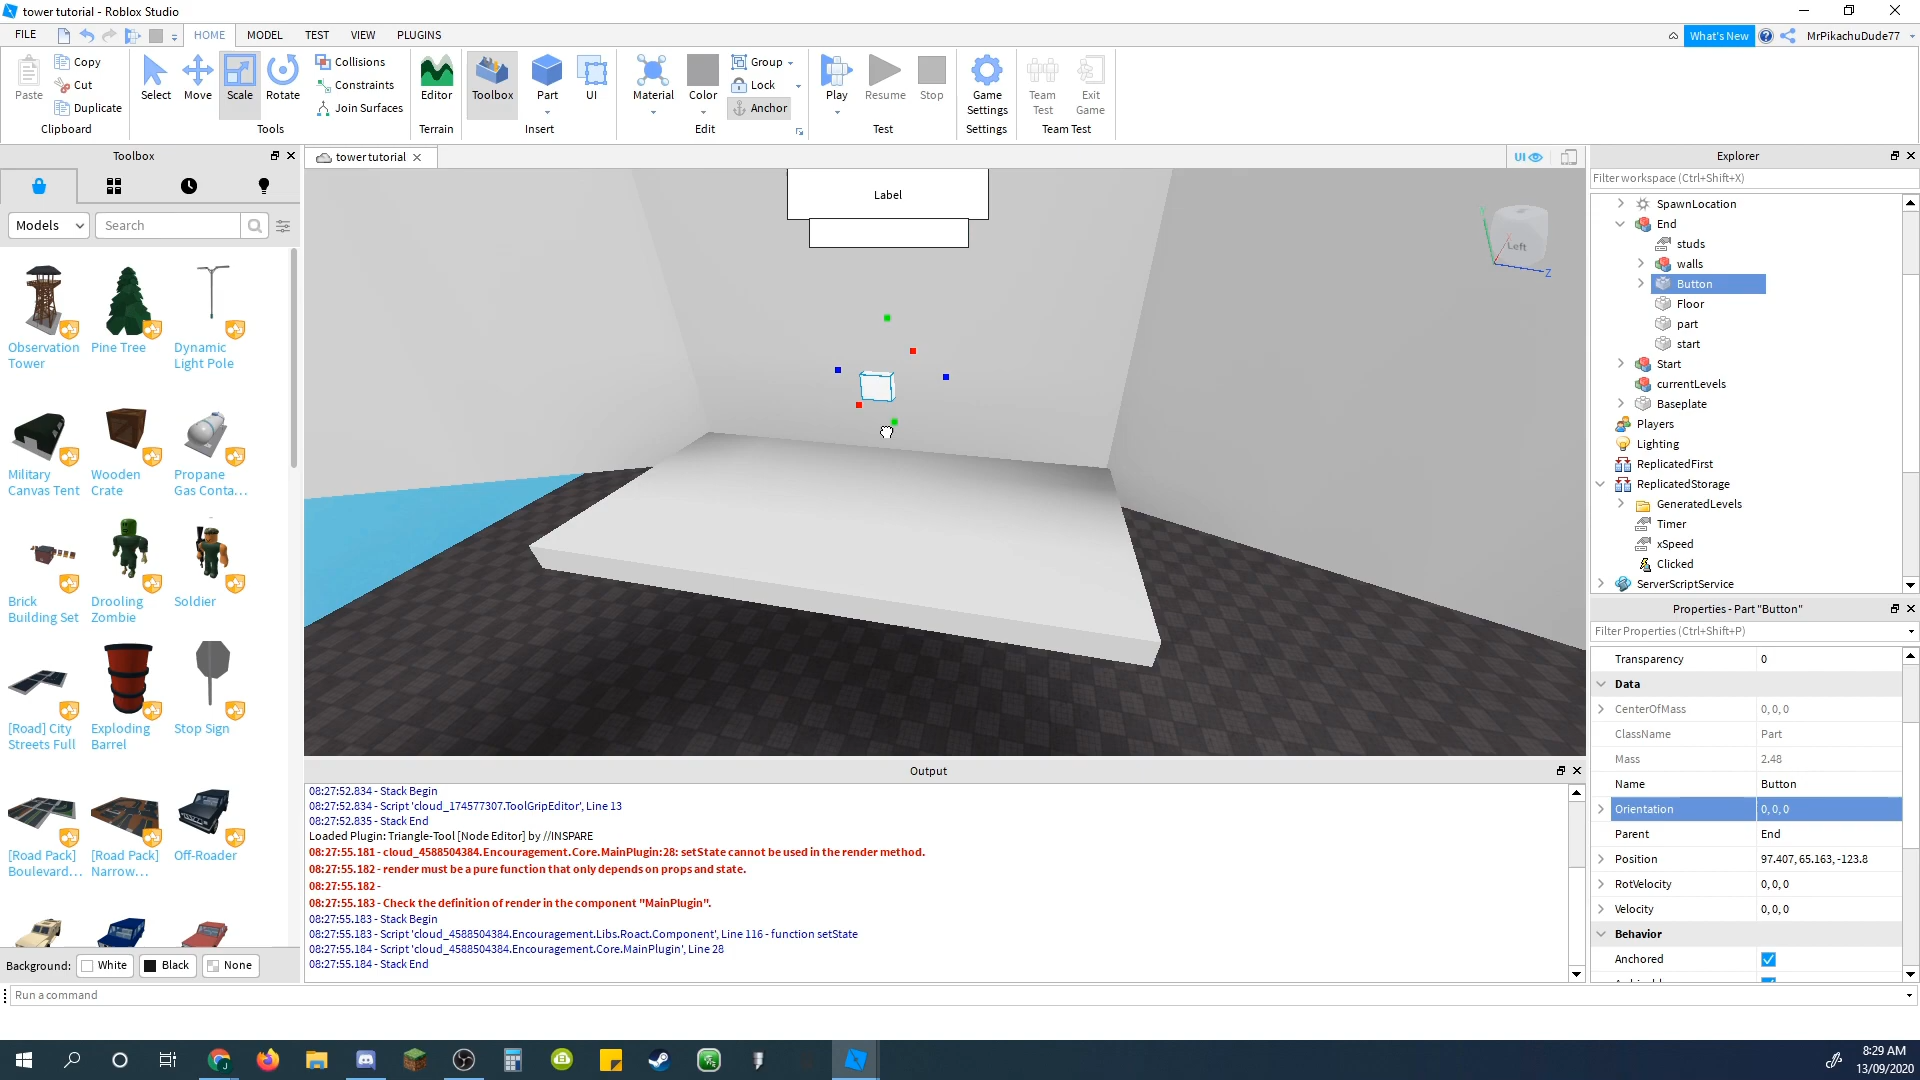 tower tutorial - Roblox Studio
FILE
HOME
MODEL
TEST
VIEW
PLUGINS
What's New
MrPikachuDude77
Paste
Copy
Cut
Duplicate
Clipboard
Select
Move
Scale
Rotate
Collisions
Constraints
Join Surfaces
Tools
Editor
Terrain
Toolbox
Part
UI
Insert
Material
Color
Group
Lock
Anchor
Edit
Play
Resume
Stop
Test
Game Settings
Settings
Team Test
Exit Game
Team Test
Toolbox
Models
Search
Observation Tower
Pine Tree
Dynamic Light Pole
Military Canvas Tent
Wooden Crate
Propane Gas Conta...
Brick Building Set
Drooling Zombie
Soldier
[Road] City Streets Full
Exploding Barrel
Stop Sign
[Road Pack] Boulevard...
[Road Pack] Narrow...
Off-Roader
Background:
White
Black
None
tower tutorial
UI
Label
Left
Z
Output
08:27:52.834 - Stack Begin
08:27:52.834 - Script 'cloud_174577307.ToolGripEditor', Line 13
08:27:52.835 - Stack End
Loaded Plugin: Triangle-Tool [Node Editor] by //INSPARE
08:27:55.181 - cloud_4588504384.Encouragement.Core.MainPlugin:28: setState cannot be used in the render method.
08:27:55.182 - render must be a pure function that only depends on props and state.
08:27:55.182 -
08:27:55.183 - Check the definition of render in the component "MainPlugin".
08:27:55.183 - Stack Begin
08:27:55.183 - Script 'cloud_4588504384.Encouragement.Libs.Roact.Component', Line 116 - function setState
08:27:55.184 - Script 'cloud_4588504384.Encouragement.Core.MainPlugin', Line 28
08:27:55.184 - Stack End
Explorer
Filter workspace (Ctrl+Shift+X)
SpawnLocation
End
studs
walls
Button
Floor
part
start
Start
currentLevels
Baseplate
Players
Lighting
ReplicatedFirst
ReplicatedStorage
GeneratedLevels
Timer
xSpeed
Clicked
ServerScriptService
Properties - Part "Button"
Filter Properties (Ctrl+Shift+P)
Transparency 0
Data
CenterOfMass 0, 0, 0
ClassName Part
Mass 2.48
Name Button
Orientation 0, 0, 0
Parent End
Position 97.407, 65.163, -123.8
RotVelocity 0, 0, 0
Velocity 0, 0, 0
Behavior
Anchored
Run a command
8:29 AM
13/09/2020